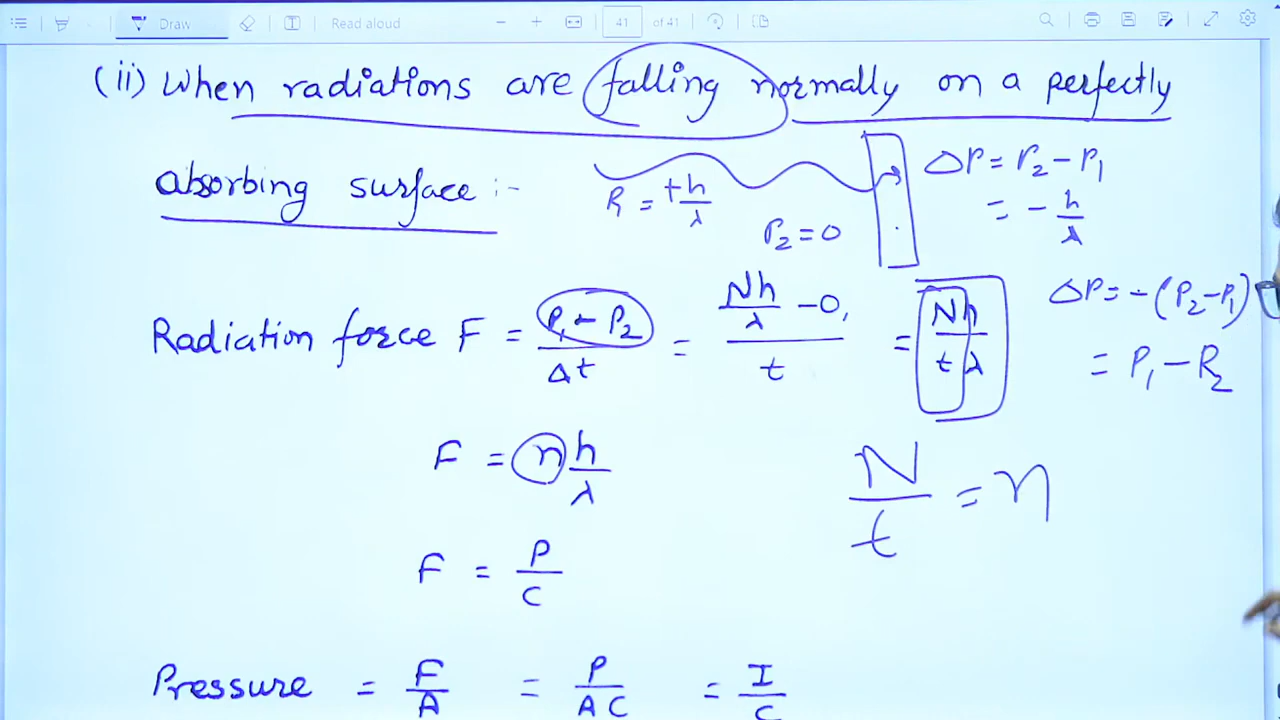 Draw
Read aloud
41 of 41
(ii) When radiations are falling normally on a perfectly
absorbing surface :-
P₁ = +h/λ
P₂ = 0
ΔP = P₂ - P₁
= - h/λ
ΔP = -(P₂-P₁)
= P₁ - P₂
Radiation force F = (P₁ - P₂)/Δt = (Nh/λ - 0)/t = Nh/tλ
F = nh/λ
N/t = n
F = P/C
Pressure = F/A = P/AC = I/C